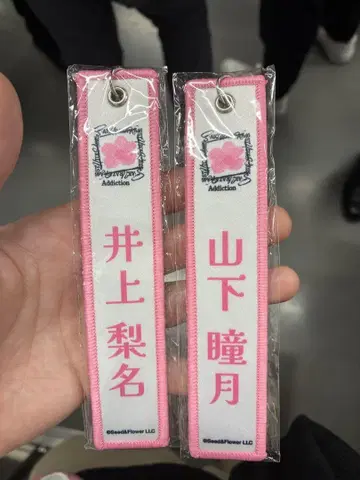 Addiction
井上 梨名
©Seed&Flower LLC
Addiction
山下 瞳月
©Seed&Flower LLC